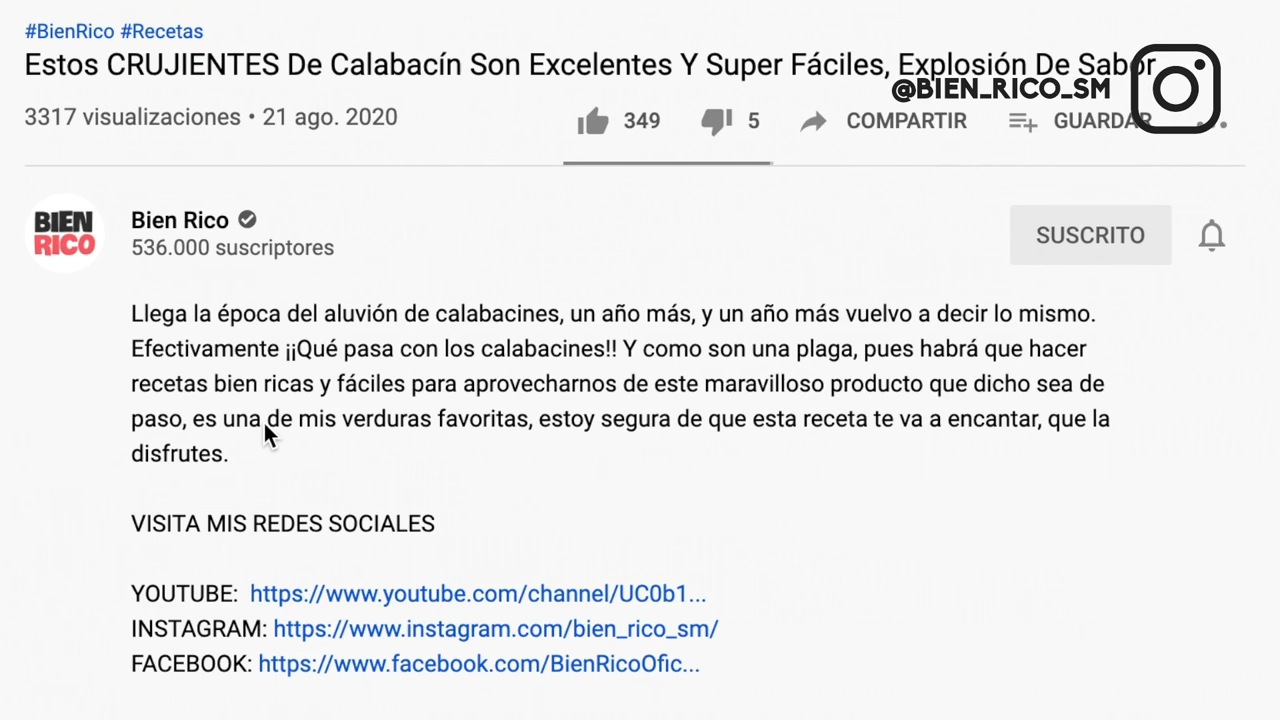 #BienRico #Recetas
Estos CRUJIENTES De Calabacín Son Excelentes Y Super Fáciles, Explosión De Sabor
@BIEN_RICO_SM
3317 visualizaciones • 21 ago. 2020
349
5
COMPARTIR
GUARDAR
BIEN
RICO
Bien Rico
536.000 suscriptores
SUSCRITO
Llega la época del aluvión de calabacines, un año más, y un año más vuelvo a decir lo mismo.
Efectivamente ¡¡Qué pasa con los calabacines!! Y como son una plaga, pues habrá que hacer
recetas bien ricas y fáciles para aprovecharnos de este maravilloso producto que dicho sea de
paso, es una de mis verduras favoritas, estoy segura de que esta receta te va a encantar, que la
disfrutes.
VISITA MIS REDES SOCIALES
YOUTUBE: https://www.youtube.com/channel/UC0b1...
INSTAGRAM: https://www.instagram.com/bien_rico_sm/
FACEBOOK: https://www.facebook.com/BienRicoOfic...